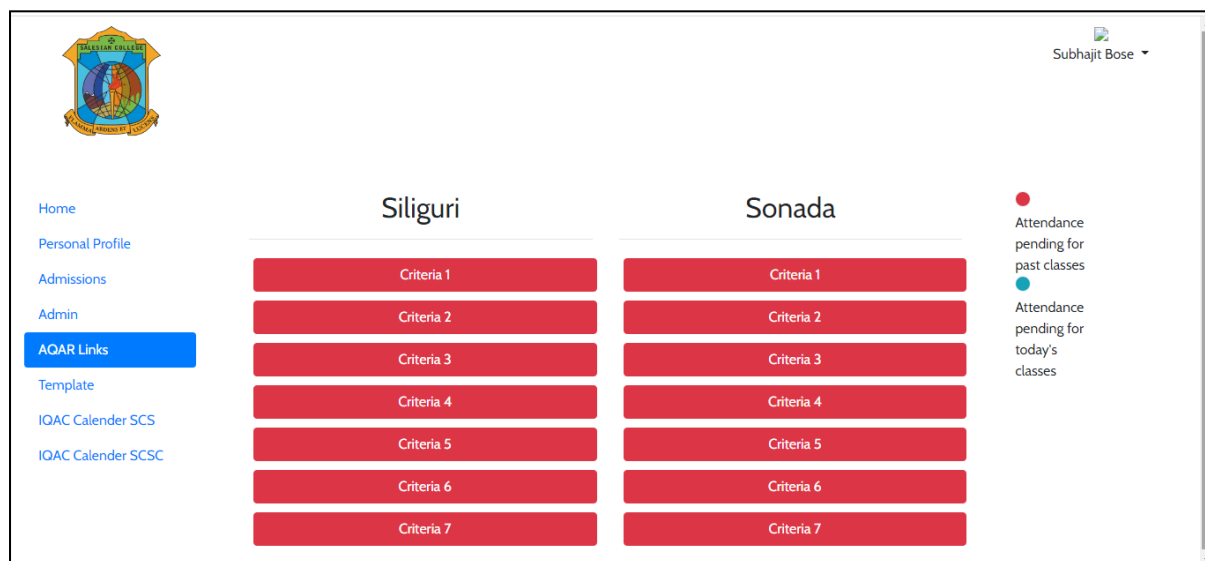 SALESIAN COLLEGE
ARDENS ET
Subhajit Bose
Home
Personal Profile
Admissions
Admin
AQAR Links
Template
IQAC Calender SCS
IQAC Calender SCSC
Siliguri
Criteria 1
Criteria 2
Criteria 3
Criteria 4
Criteria 5
Criteria 6
Criteria 7
Sonada
Criteria 1
Criteria 2
Criteria 3
Criteria 4
Criteria 5
Criteria 6
Criteria 7
Attendance
pending for
past classes
Attendance
pending for
today's
classes